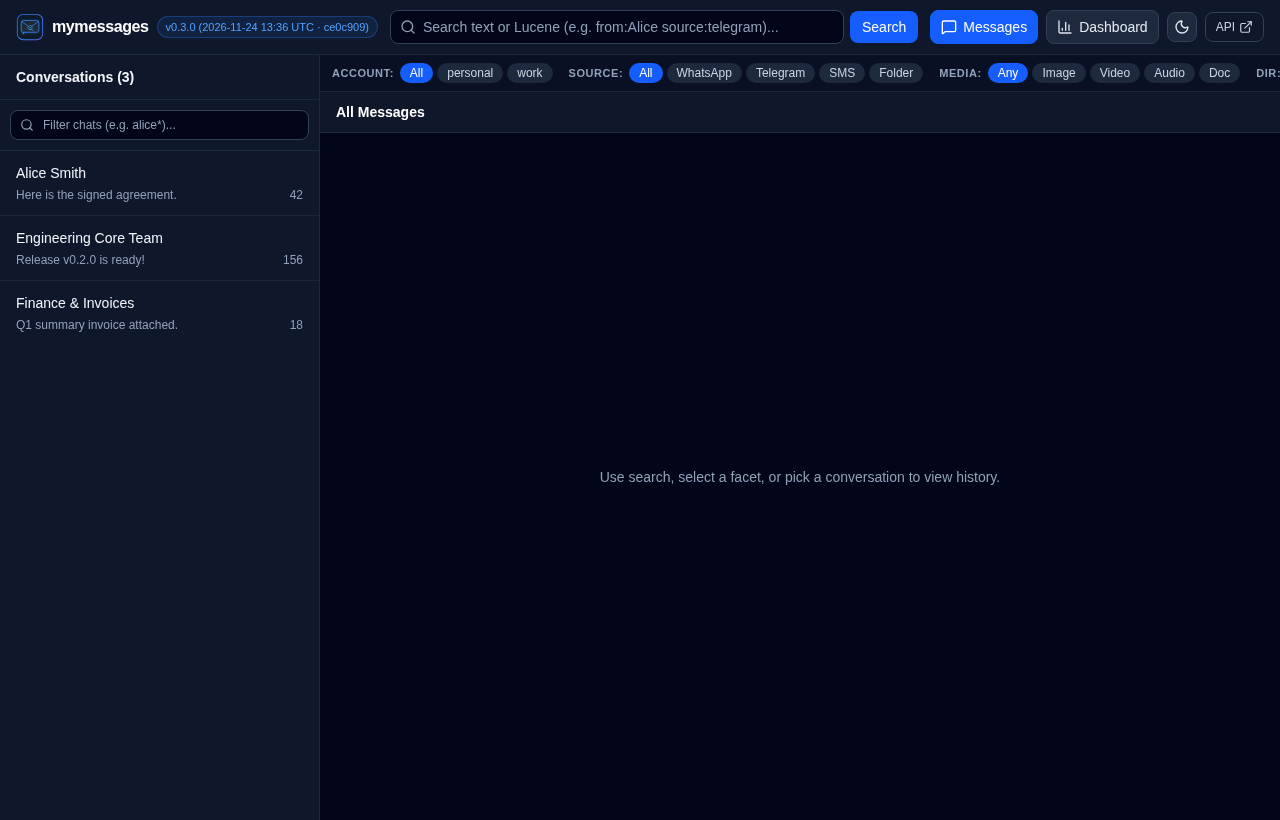 mymessages v0.3.0 (2026-11-24 13:36 UTC · ce0c909) Search text or Lucene (e.g. from:Alice source:telegram)... Search Messages Dashboard API
Conversations (3)
Filter chats (e.g. alice*)...
Alice Smith
Here is the signed agreement. 42
Engineering Core Team
Release v0.2.0 is ready! 156
Finance & Invoices
Q1 summary invoice attached. 18
ACCOUNT: All personal work SOURCE: All WhatsApp Telegram SMS Folder MEDIA: Any Image Video Audio Doc DIR:
All Messages
Use search, select a facet, or pick a conversation to view history.